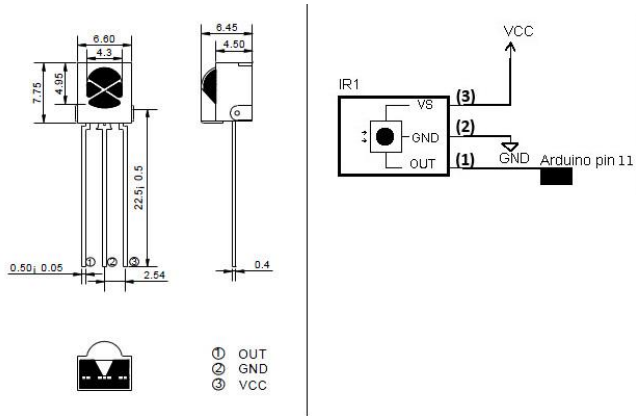 6.45
6.60
4.50
4.3
4.95
7.75
22.5¡ 0.5
① ② ③
0.50¡ 0.05
2.54
0.4
① OUT
② GND
③ VCC
VCC
IR1
VS (3)
GND (2)
OUT (1)
GND
Arduino pin 11